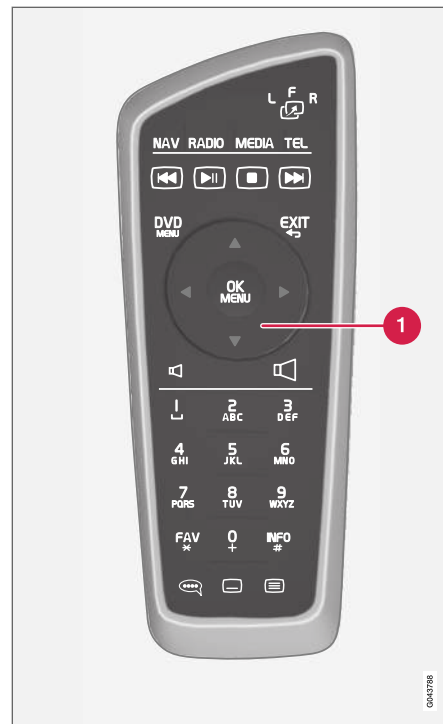 L F R
NAV RADIO MEDIA TEL
DVD EXIT
MENU
OK
MENU
1
1 2 3
ABC DEF
4 5 6
GHI JKL MNO
7 8 9
PQRS TUV WXYZ
FAV 0 INFO
* + #
G043788